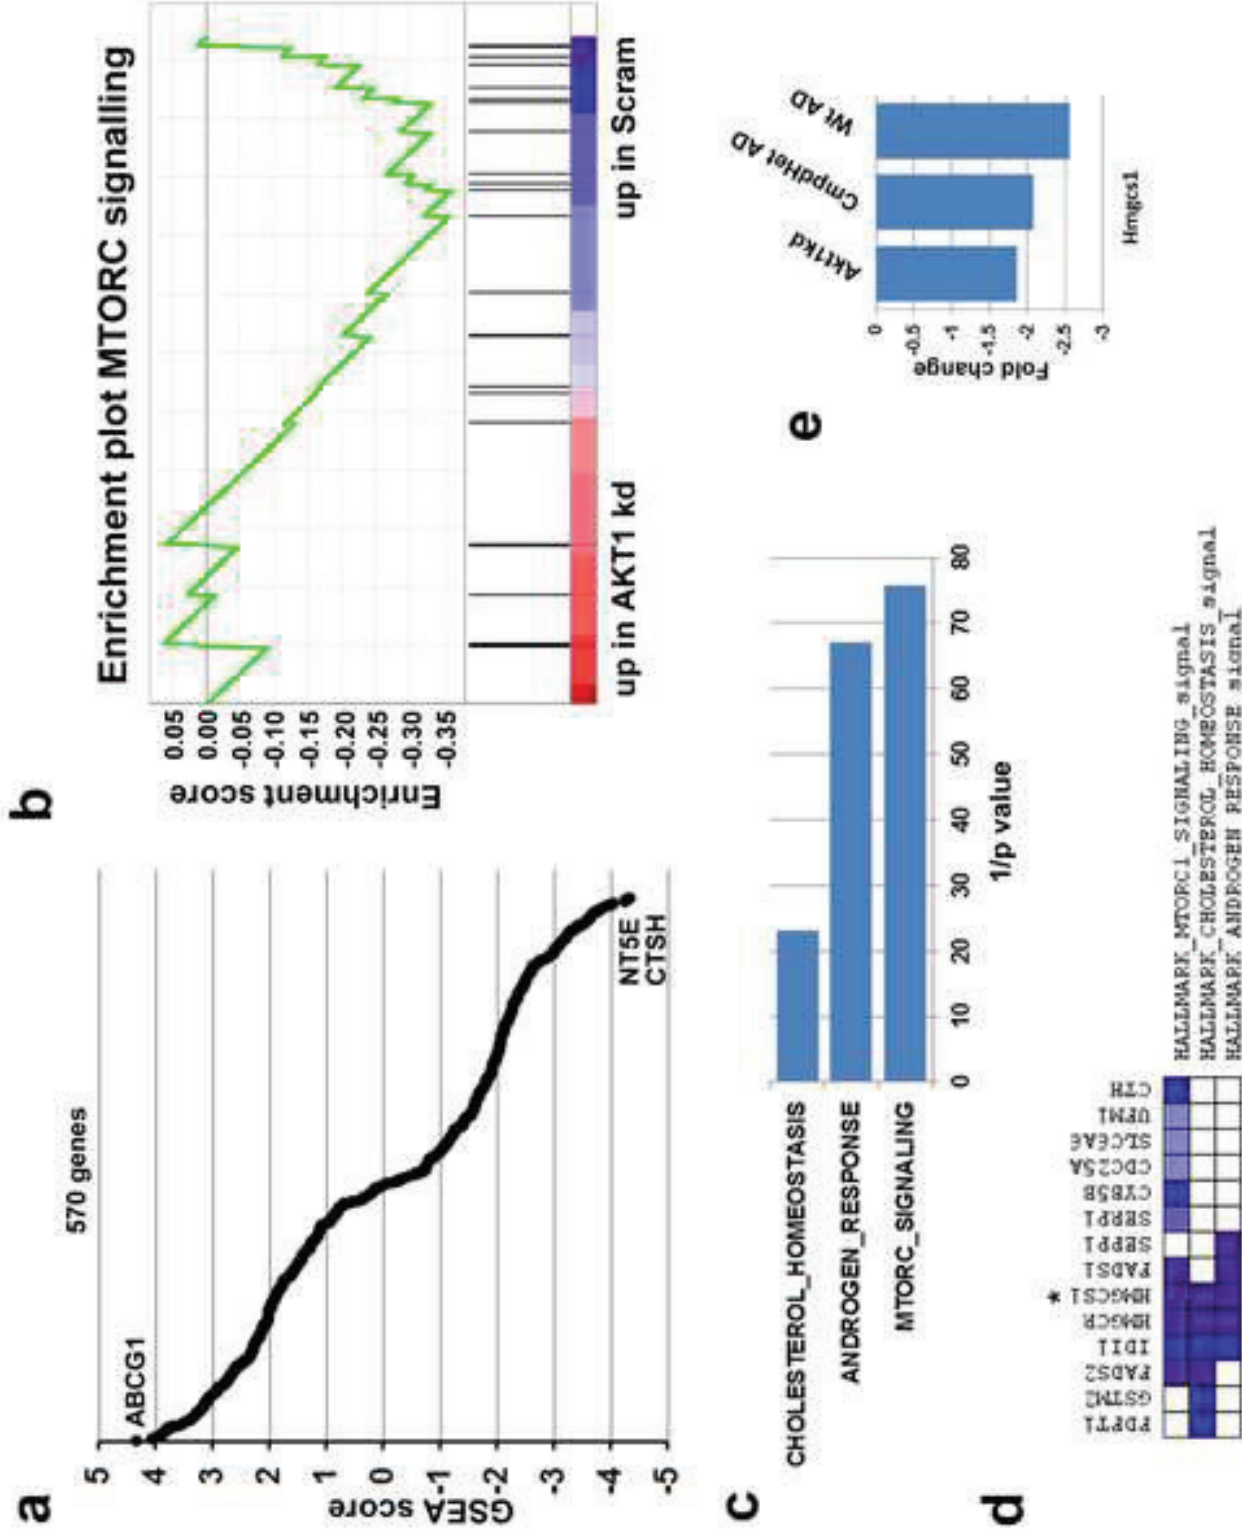 a
570 genes
5
4
3
2
1
0
-1
-2
-3
-4
-5
GSEA score
ABCG1
NT5E
CTSH
b
Enrichment plot MTORC signalling
0.05
0.00
-0.05
-0.10
-0.15
-0.20
-0.25
-0.30
-0.35
Enrichment score
up in AKT1 kd
up in Scram
c
CHOLESTEROL_HOMEOSTASIS
ANDROGEN_RESPONSE
MTORC_SIGNALING
0 10 20 30 40 50 60 70 80
1/p value
d
*
FDFT1
GSTM2
FADS2
IDI1
HMGCR
HMGCS1
FADS1
SEPP1
SERP1
CYB5B
CDC25A
SLC6A6
UFM1
CTH
HALLMARK_MTORC1_SIGNALING_signal
HALLMARK_CHOLESTEROL_HOMEOSTASIS_signal
HALLMARK_ANDROGEN_RESPONSE_signal
e
Akt1kd
CmpdHet AD
Wt AD
0
-0.5
-1
-1.5
-2
-2.5
-3
Fold change
Hmgcs1